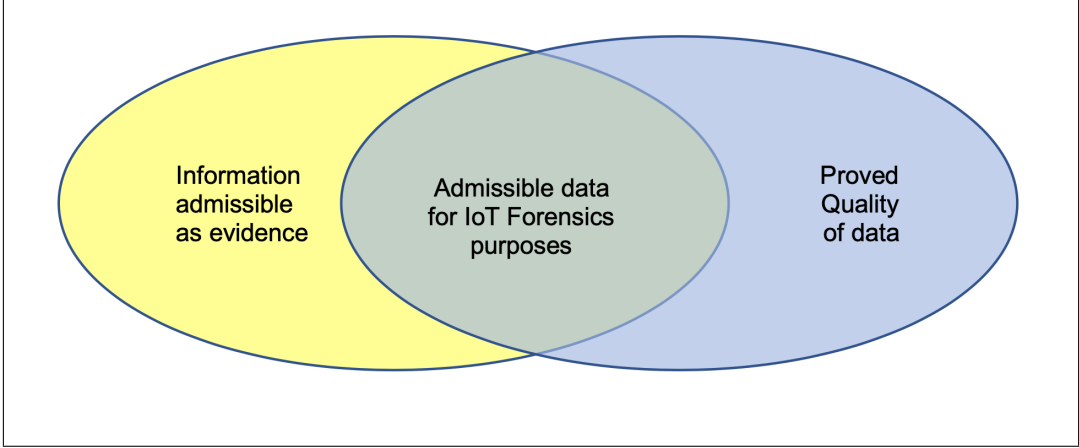 Information
admissible
as evidence
Admissible data
for IoT Forensics
purposes
Proved
Quality
of data